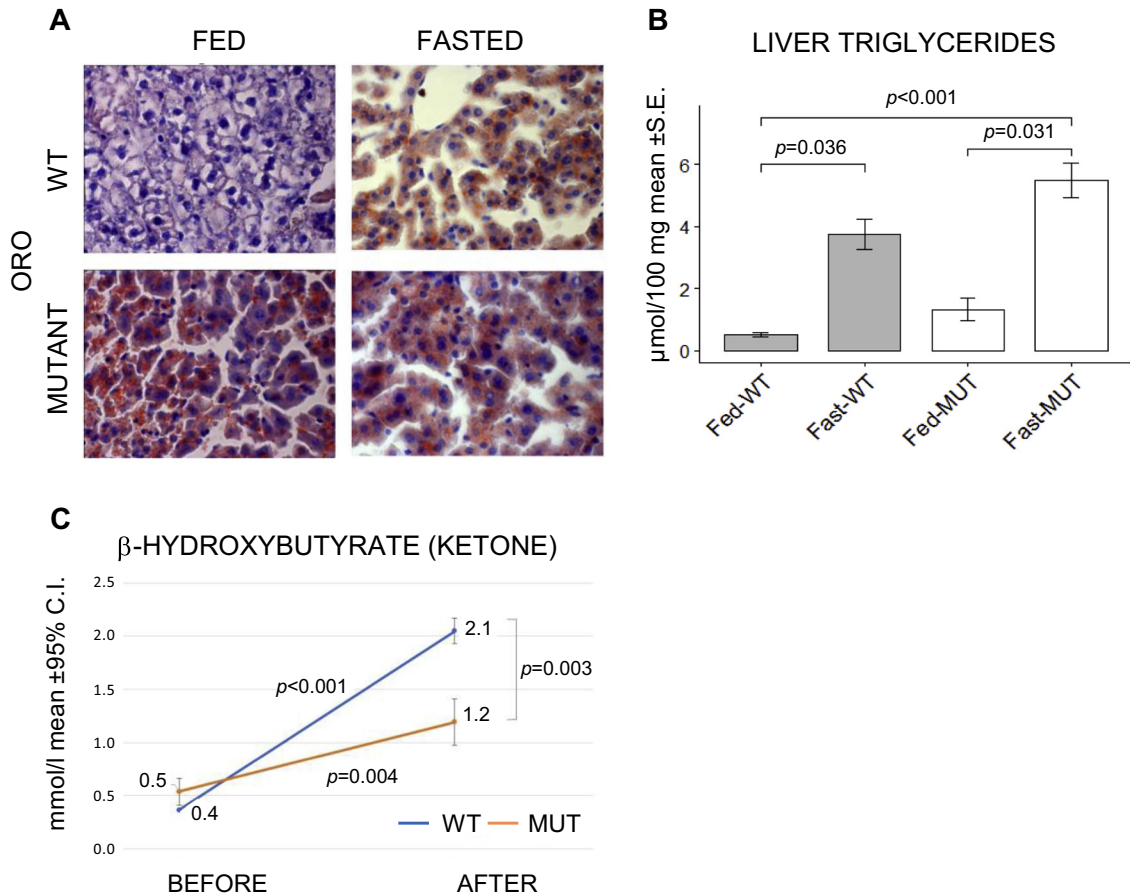 A
FED
FASTED
ORO
WT
MUTANT
B
LIVER TRIGLYCERIDES
µmol/100 mg mean ±S.E.
p<0.001
p=0.036
p=0.031
6
4
2
0
Fed-WT
Fast-WT
Fed-MUT
Fast-MUT
C
β-HYDROXYBUTYRATE (KETONE)
mmol/l mean ±95% C.I.
2.5
2.0
1.5
1.0
0.5
0.0
2.1
p<0.001
p=0.003
1.2
0.5
p=0.004
0.4
WT
MUT
BEFORE
AFTER